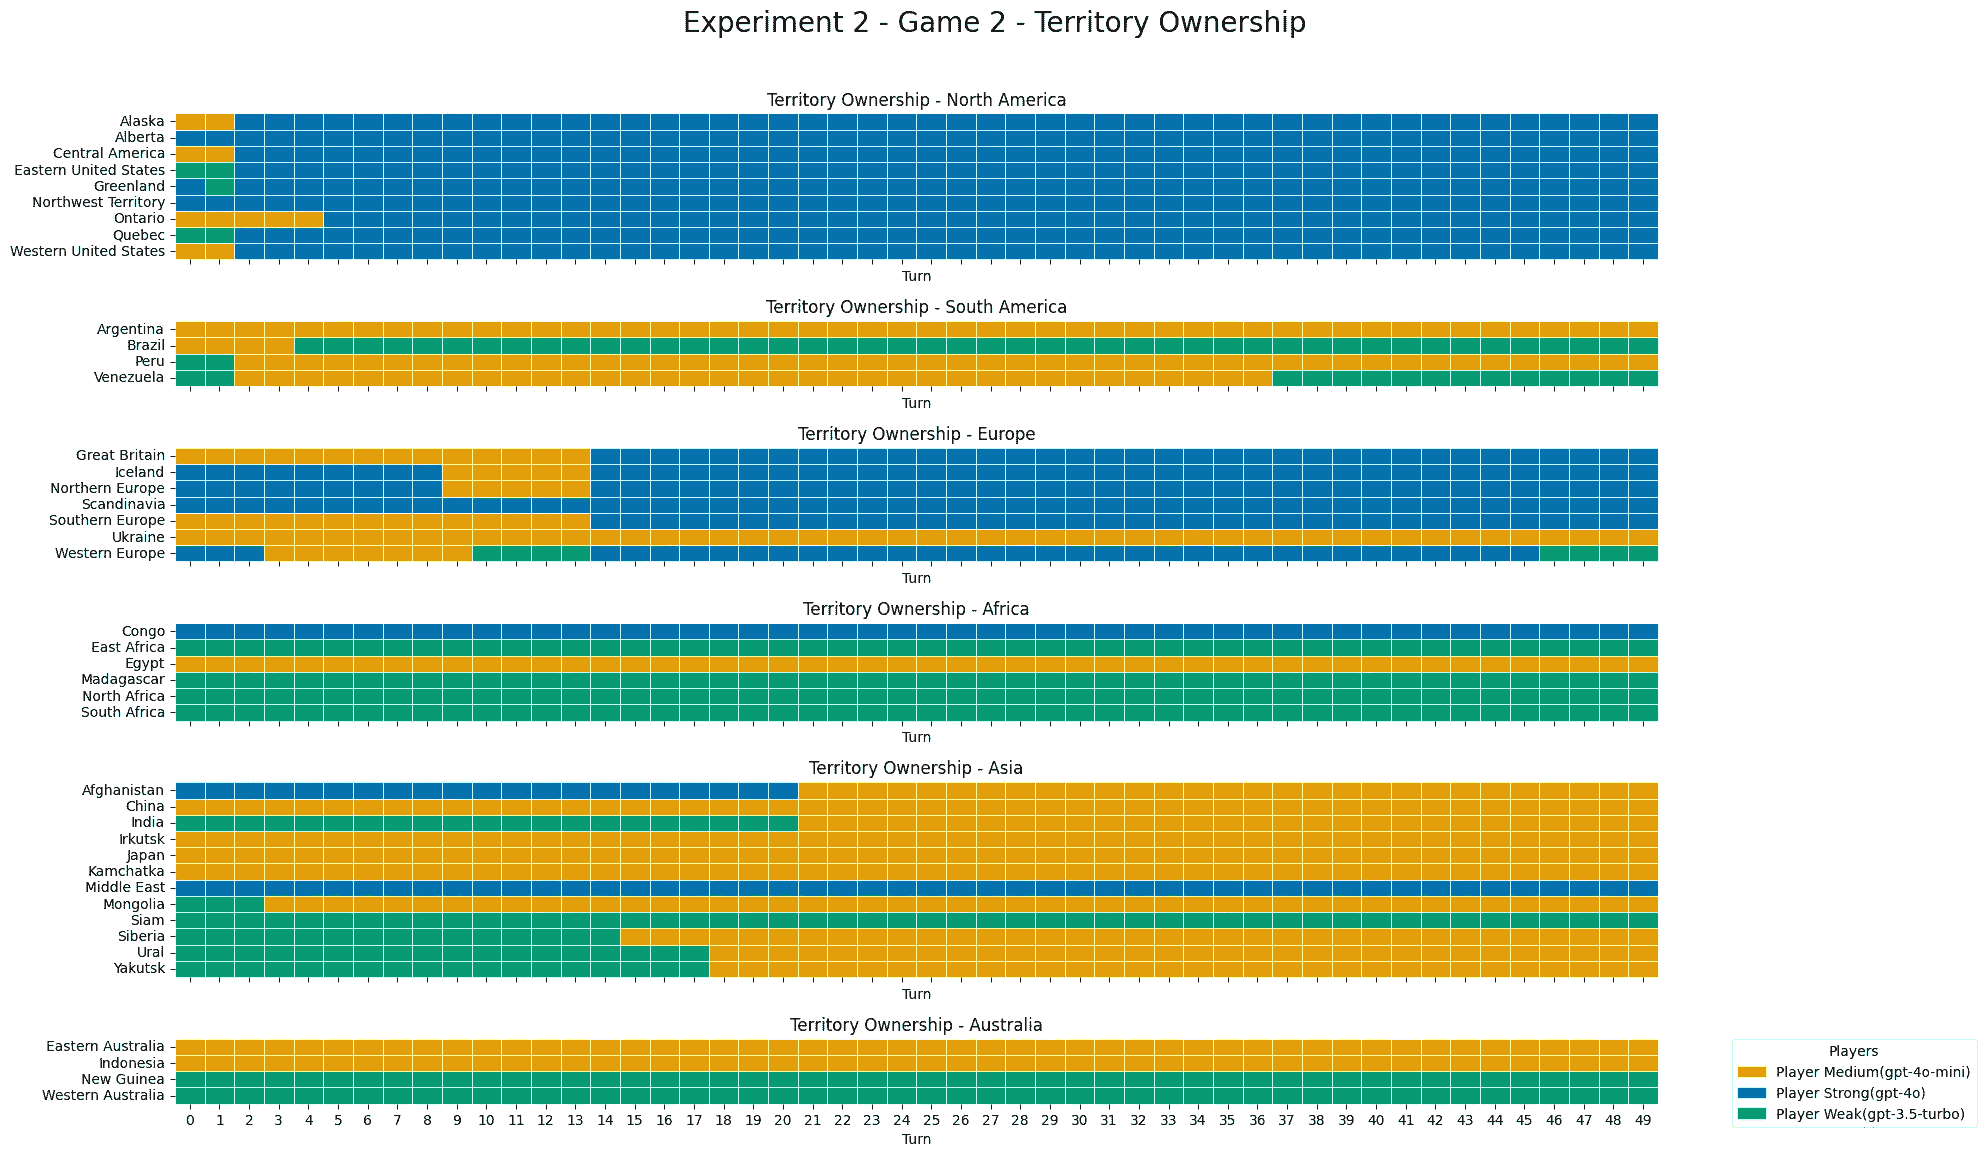 Experiment 2 - Game 2 - Territory Ownership
Territory Ownership - North America
Alaska
Alberta
Central America
Eastern United States
Greenland
Northwest Territory
Ontario
Quebec
Western United States
Turn
Territory Ownership - South America
Argentina
Brazil
Peru
Venezuela
Turn
Territory Ownership - Europe
Great Britain
Iceland
Northern Europe
Scandinavia
Southern Europe
Ukraine
Western Europe
Turn
Territory Ownership - Africa
Congo
East Africa
Egypt
Madagascar
North Africa
South Africa
Turn
Territory Ownership - Asia
Afghanistan
China
India
Irkutsk
Japan
Kamchatka
Middle East
Mongolia
Siam
Siberia
Ural
Yakutsk
Turn
Territory Ownership - Australia
Eastern Australia
Indonesia
New Guinea
Western Australia
0 1 2 3 4 5 6 7 8 9 10 11 12 13 14 15 16 17 18 19 20 21 22 23 24 25 26 27 28 29 30 31 32 33 34 35 36 37 38 39 40 41 42 43 44 45 46 47 48 49
Turn
Players
Player Medium(gpt-4o-mini)
Player Strong(gpt-4o)
Player Weak(gpt-3.5-turbo)